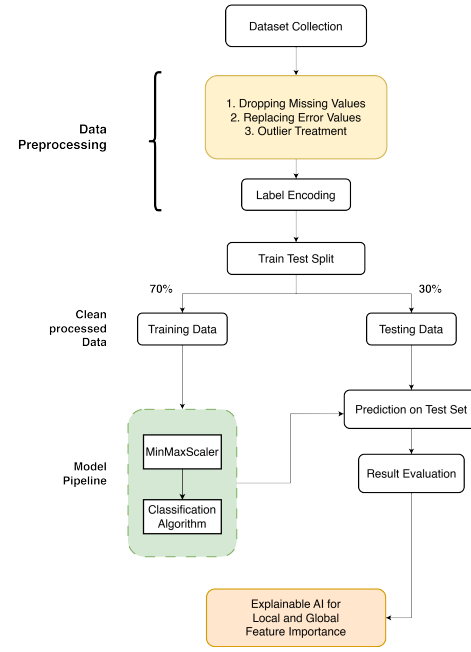 Dataset Collection
1. Dropping Missing Values
2. Replacing Error Values
3. Outlier Treatment
Data
Preprocessing
Label Encoding
Train Test Split
70%
30%
Clean
processed
Data
Training Data
Testing Data
Prediction on Test Set
MinMaxScaler
Model
Pipeline
Result Evaluation
Classification
Algorithm
Explainable AI for
Local and Global
Feature Importance